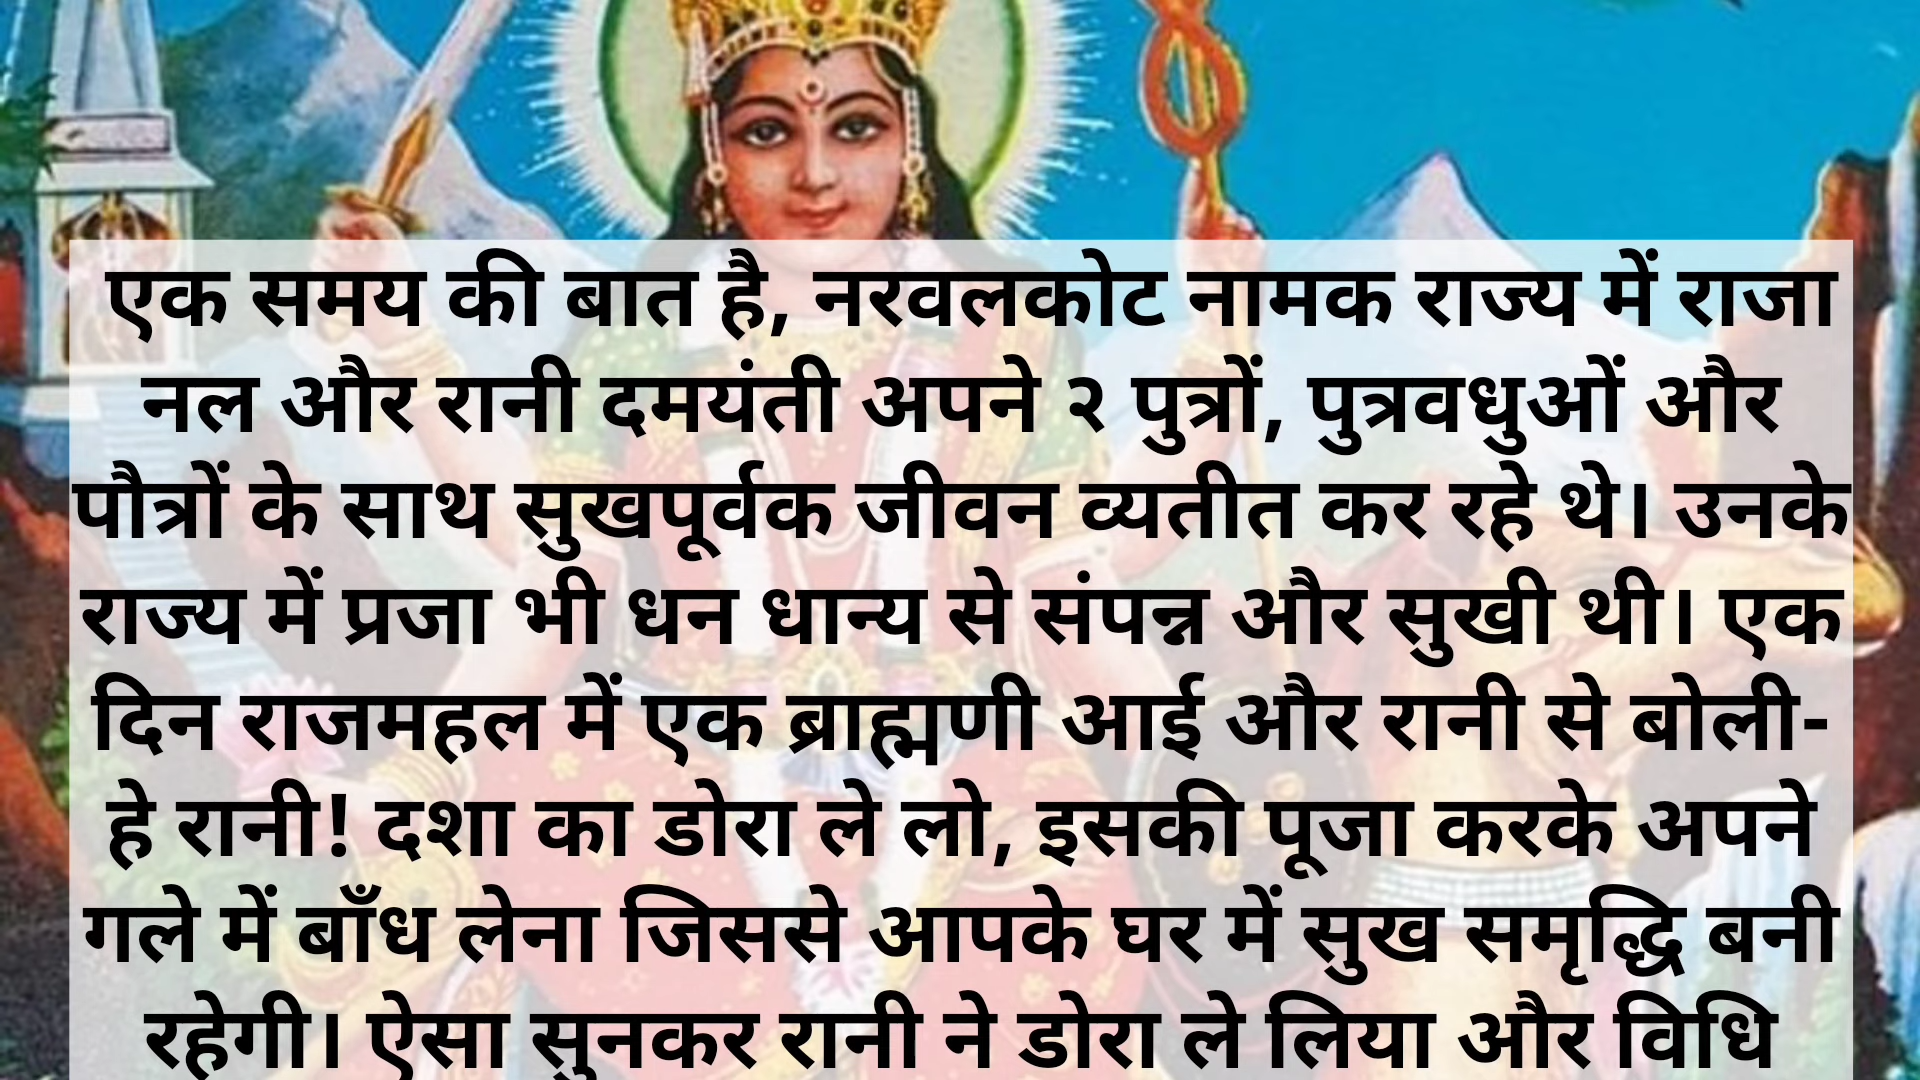 एक समय की बात है, नरवलकोट नामक राज्य में राजा
नल और रानी दमयंती अपने २ पुत्रों, पुत्रवधुओं और
पौत्रों के साथ सुखपूर्वक जीवन व्यतीत कर रहे थे। उनके
राज्य में प्रजा भी धन धान्य से संपन्न और सुखी थी। एक
दिन राजमहल में एक ब्राह्मणी आई और रानी से बोली-
हे रानी! दशा का डोरा ले लो, इसकी पूजा करके अपने
गले में बाँध लेना जिससे आपके घर में सुख समृद्धि बनी
रहेगी। ऐसा सुनकर रानी ने डोरा ले लिया और विधि